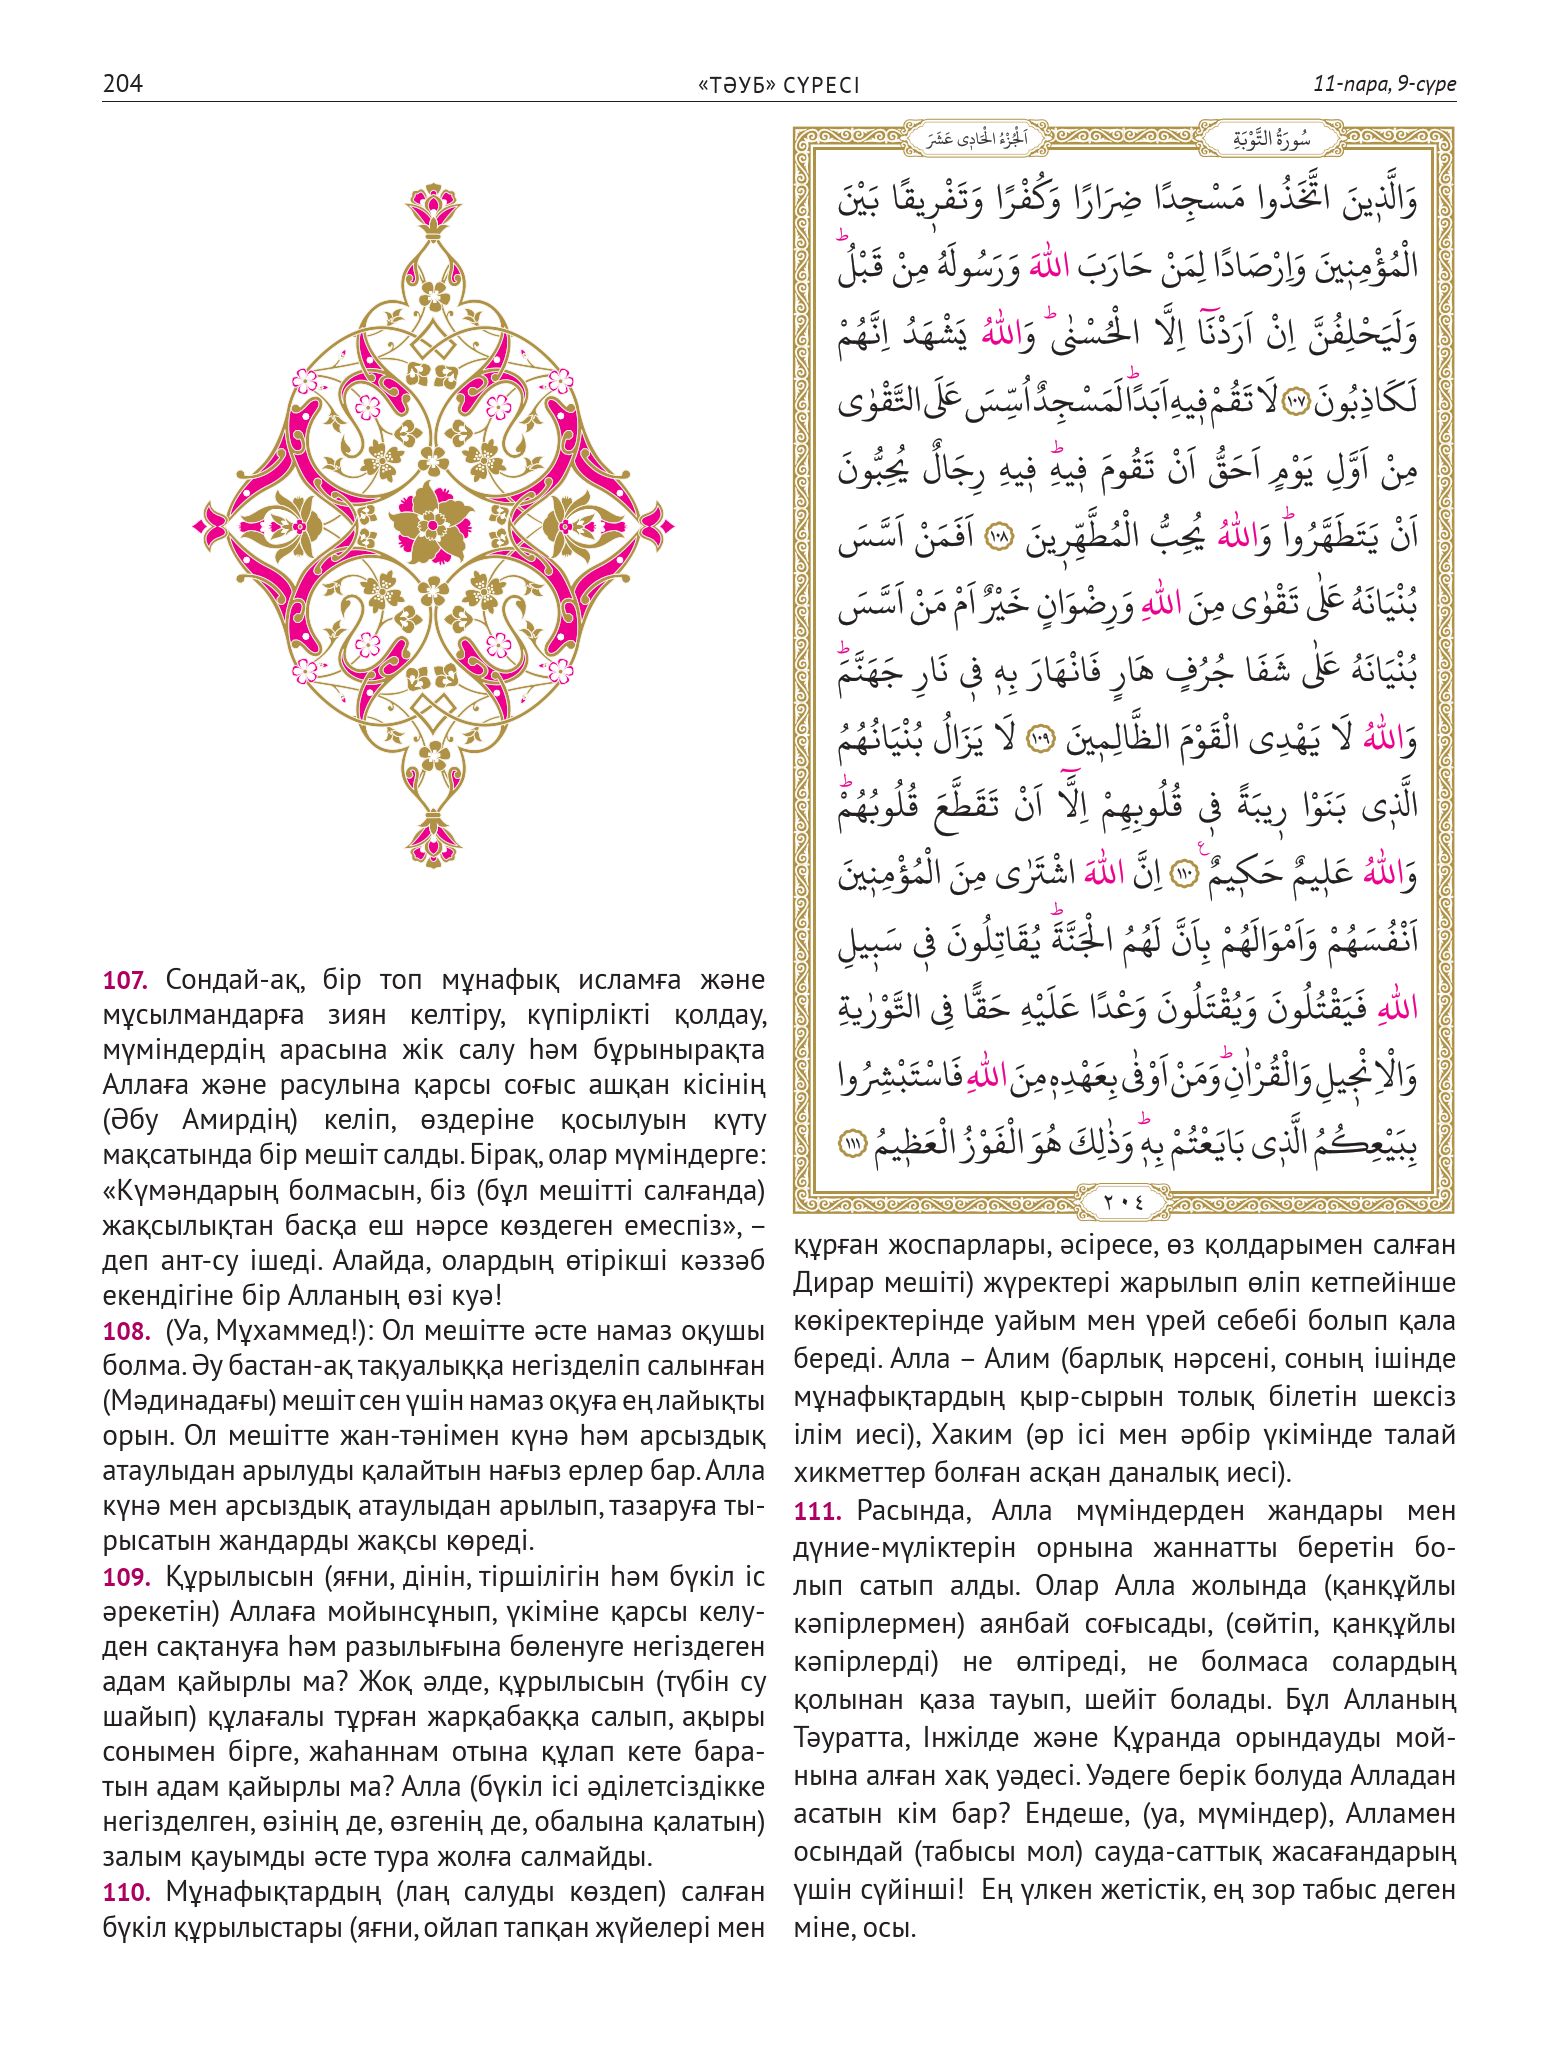 204
«ТӘУБ» СҮРЕСІ
11-пара, 9-сүре
107. Сондай-ақ, бір топ мұнафық исламға және
мұсылмандарға зиян келтіру, күпірлікті қолдау,
мүміндердің арасына жік салу һәм бұрынырақта
Аллаға және расулына қарсы соғыс ашқан кісінің
(Әбу Амирдің) келіп, өздеріне қосылуын күту
мақсатында бір мешіт салды. Бірақ, олар мүміндерге:
«Күмәндарың болмасын, біз (бұл мешітті салғанда)
жақсылықтан басқа еш нәрсе көздеген емеспіз», –
деп ант-су ішеді. Алайда, олардың өтірікші кәззәб
екендігіне бір Алланың өзі куә!
108. (Уа, Мұхаммед!): Ол мешітте әсте намаз оқушы
болма. Әу бастан-ақ тақуалыққа негізделіп салынған
(Мәдинадағы) мешіт сен үшін намаз оқуға ең лайықты
орын. Ол мешітте жан-тәнімен күнә һәм арсыздық
атаулыдан арылуды қалайтын нағыз ерлер бар. Алла
күнә мен арсыздық атаулыдан арылып, тазаруға ты-
рысатын жандарды жақсы көреді.
109. Құрылысын (яғни, дінін, тіршілігін һәм бүкіл іс
әрекетін) Аллаға мойынсұнып, үкіміне қарсы келу-
ден сақтануға һәм разылығына бөленуге негіздеген
адам қайырлы ма? Жоқ әлде, құрылысын (түбін су
шайып) құлағалы тұрған жарқабаққа салып, ақыры
сонымен бірге, жаһаннам отына құлап кете бара-
тын адам қайырлы ма? Алла (бүкіл ісі әділетсіздікке
негізделген, өзінің де, өзгенің де, обалына қалатын)
залым қауымды әсте тура жолға салмайды.
110. Мұнафықтардың (лаң салуды көздеп) салған
бүкіл құрылыстары (яғни, ойлап тапқан жүйелері мен
سُورَةُ التَّوْبَةِ
اَلْجُزْءُ الْحَادٖى عَشَرَ
وَالَّذٖينَ اتَّخَذُوا مَسْجِدًا ضِرَارًا وَكُفْرًا وَتَفْرٖيقًا بَيْنَ
الْمُؤْمِنٖينَ وَاِرْصَادًا لِمَنْ حَارَبَ اللّٰهَ وَرَسُولَهُ مِنْ قَبْلُؕ
وَلَيَحْلِفُنَّ اِنْ اَرَدْنَٓا اِلَّا الْحُسْنٰىؕ وَاللّٰهُ يَشْهَدُ اِنَّهُمْ
لَكَاذِبُونَ ﴿١٠٧﴾ لَا تَقُمْ فٖيهِ اَبَدًاؕ لَمَسْجِدٌ اُسِّسَ عَلَى التَّقْوٰى
مِنْ اَوَّلِ يَوْمٍ اَحَقُّ اَنْ تَقُومَ فٖيهِؕ فٖيهِ رِجَالٌ يُحِبُّونَ
اَنْ يَتَطَهَّرُواؕ وَاللّٰهُ يُحِبُّ الْمُطَّهِّرٖينَ ﴿١٠٨﴾ اَفَمَنْ اَسَّسَ
بُنْيَانَهُ عَلٰى تَقْوٰى مِنَ اللّٰهِ وَرِضْوَانٍ خَيْرٌ اَمْ مَنْ اَسَّسَ
بُنْيَانَهُ عَلٰى شَفَا جُرُفٍ هَارٍ فَانْهَارَ بِهٖ فٖى نَارِ جَهَنَّمَؕ
وَاللّٰهُ لَا يَهْدِى الْقَوْمَ الظَّالِمٖينَ ﴿١٠٩﴾ لَا يَزَالُ بُنْيَانُهُمُ
الَّذٖى بَنَوْا رٖيبَةً فٖى قُلُوبِهِمْ اِلَّٓا اَنْ تَقَطَّعَ قُلُوبُهُمْؕ
وَاللّٰهُ عَلٖيمٌ حَكٖيمٌ ع ﴿١١٠﴾ اِنَّ اللّٰهَ اشْتَرٰى مِنَ الْمُؤْمِنٖينَ
اَنْفُسَهُمْ وَاَمْوَالَهُمْ بِاَنَّ لَهُمُ الْجَنَّةَؕ يُقَاتِلُونَ فٖى سَبٖيلِ
اللّٰهِ فَيَقْتُلُونَ وَيُقْتَلُونَ وَعْدًا عَلَيْهِ حَقًّا فِى التَّوْرٰيةِ
وَالْاِنْجٖيلِ وَالْقُرْاٰنِؕ وَمَنْ اَوْفٰى بِعَهْدِهٖ مِنَ اللّٰهِ فَاسْتَبْشِرُوا
بِبَيْعِكُمُ الَّذٖى بَايَعْتُمْ بِهٖؕ وَذٰلِكَ هُوَ الْفَوْزُ الْعَظٖيمُ ﴿١١١﴾
٢٠٤
құрған жоспарлары, әсіресе, өз қолдарымен салған
Дирар мешіті) жүректері жарылып өліп кетпейінше
көкіректерінде уайым мен үрей себебі болып қала
береді. Алла – Алим (барлық нәрсені, соның ішінде
мұнафықтардың қыр-сырын толық білетін шексіз
ілім иесі), Хаким (әр ісі мен әрбір үкімінде талай
хикметтер болған асқан даналық иесі).
111. Расында, Алла мүміндерден жандары мен
дүние-мүліктерін орнына жаннатты беретін бо-
лып сатып алды. Олар Алла жолында (қанқұйлы
кәпірлермен) аянбай соғысады, (сөйтіп, қанқұйлы
кәпірлерді) не өлтіреді, не болмаса солардың
қолынан қаза тауып, шейіт болады. Бұл Алланың
Тәуратта, Інжілде және Құранда орындауды мой-
нына алған хақ уәдесі. Уәдеге берік болуда Алладан
асатын кім бар? Ендеше, (уа, мүміндер), Алламен
осындай (табысы мол) сауда-саттық жасағандарың
үшін сүйінші! Ең үлкен жетістік, ең зор табыс деген
міне, осы.